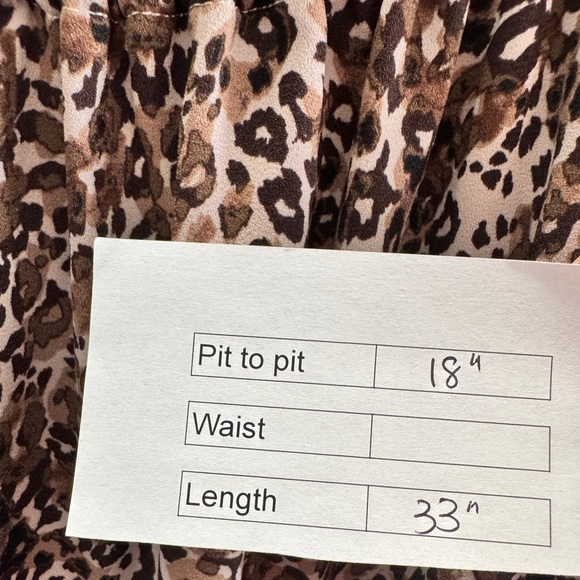 Pit to pit 18"
Waist
Length 33"